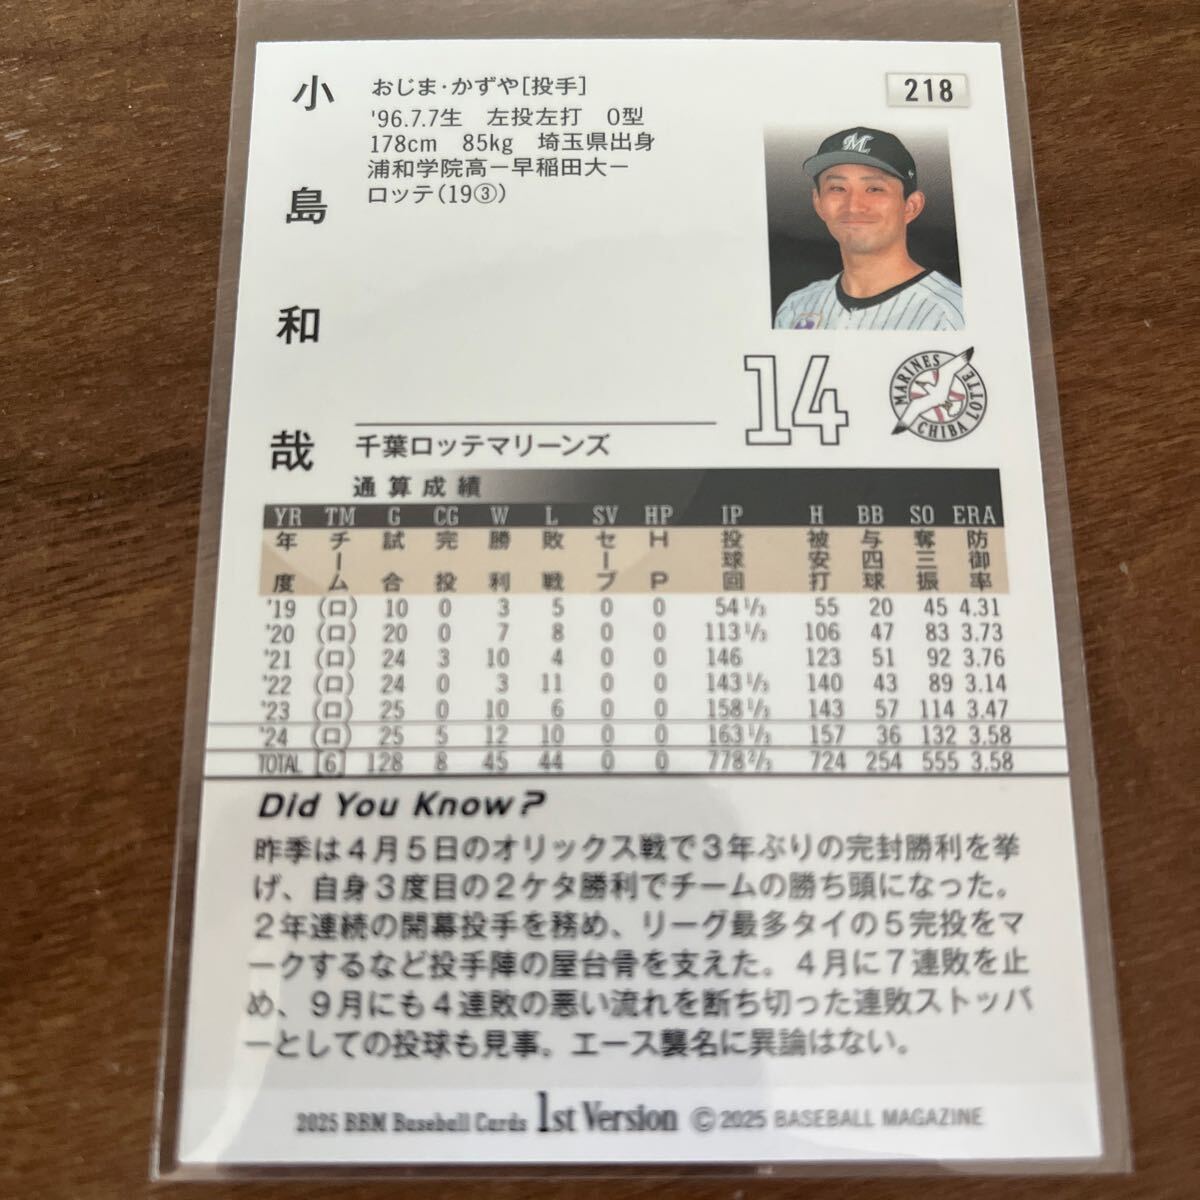 小島和哉
おじま・かずや[投手]
218
'96.7.7生 左投左打 O型
178cm 85kg 埼玉県出身
浦和学院高ー早稲田大ー
ロッテ(19③)
M
14
MARINES
CHIBA LOTTE
千葉ロッテマリーンズ
通算成績
YR TM G CG W L SV HP IP H BB SO ERA
年度 チーム 試合 完投 勝利 敗戦 セーブ HP 投球回 被安打 与四球 奪三振 防御率
'19 (ロ) 10 0 3 5 0 0 54 1/3 55 20 45 4.31
'20 (ロ) 20 0 7 8 0 0 113 1/3 106 47 83 3.73
'21 (ロ) 24 3 10 4 0 0 146 123 51 92 3.76
'22 (ロ) 24 0 3 11 0 0 143 1/3 140 43 89 3.14
'23 (ロ) 25 0 10 6 0 0 158 1/3 143 57 114 3.47
'24 (ロ) 25 5 12 10 0 0 163 1/3 157 36 132 3.58
TOTAL [6] 128 8 45 44 0 0 778 2/3 724 254 555 3.58
Did You Know?
昨季は4月5日のオリックス戦で3年ぶりの完封勝利を挙
げ、自身3度目の2ケタ勝利でチームの勝ち頭になった。
2年連続の開幕投手を務め、リーグ最多タイの5完投をマ
ークするなど投手陣の屋台骨を支えた。4月に7連敗を止
め、9月にも4連敗の悪い流れを断ち切った連敗ストッパ
ーとしての投球も見事。エース襲名に異論はない。
2025 BBM Baseball Cards 1st Version © 2025 BASEBALL MAGAZINE